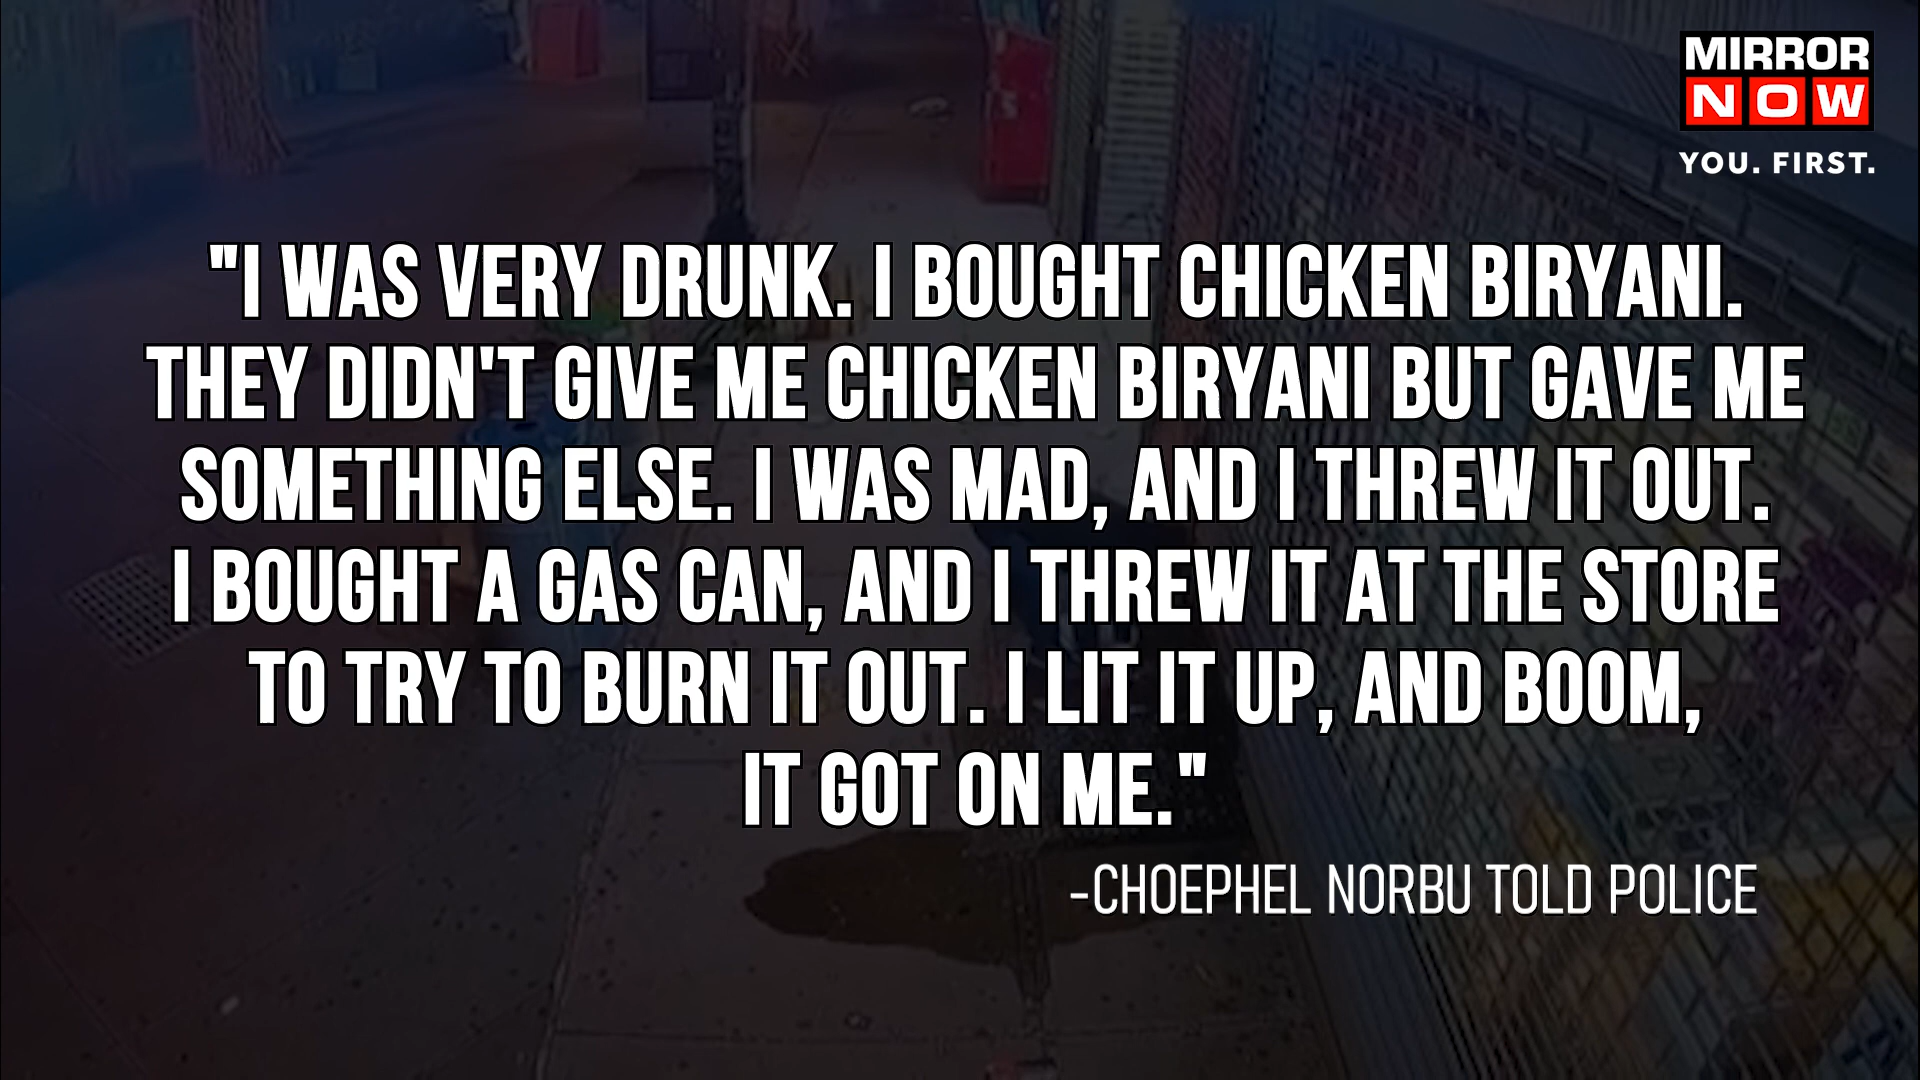 MIRROR
NOW
YOU. FIRST.
"I WAS VERY DRUNK. I BOUGHT CHICKEN BIRYANI.
THEY DIDN'T GIVE ME CHICKEN BIRYANI BUT GAVE ME
SOMETHING ELSE. I WAS MAD, AND I THREW IT OUT.
I BOUGHT A GAS CAN, AND I THREW IT AT THE STORE
TO TRY TO BURN IT OUT. I LIT IT UP, AND BOOM,
IT GOT ON ME."
-CHOEPHEL NORBU TOLD POLICE